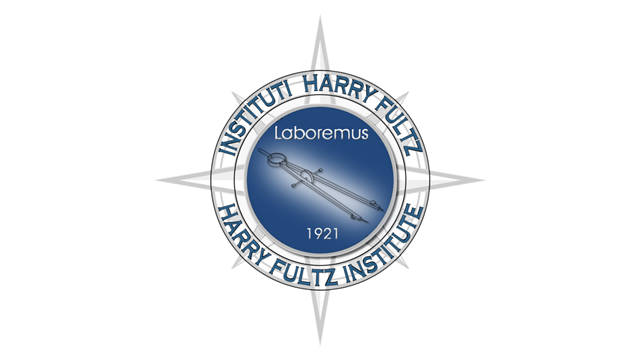 INSTITUTI HARRY FULTZ
Laboremus
1921
HARRY FULTZ INSTITUTE